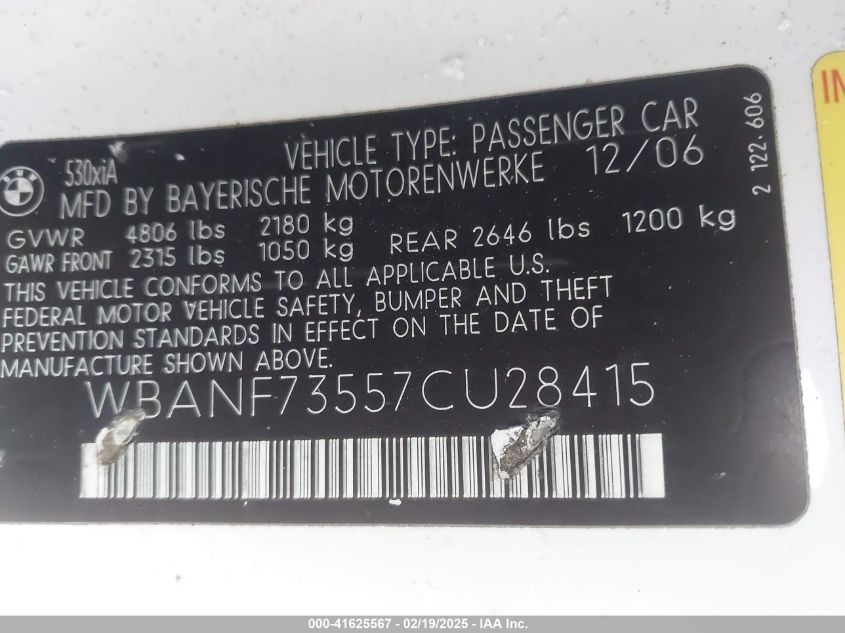 BMW
530xiA
VEHICLE TYPE: PASSENGER CAR
MFD BY BAYERISCHE MOTORENWERKE 12/06
GVWR 4806 lbs 2180 kg
GAWR FRONT 2315 lbs 1050 kg REAR 2646 lbs 1200 kg
THIS VEHICLE CONFORMS TO ALL APPLICABLE U.S.
FEDERAL MOTOR VEHICLE SAFETY, BUMPER AND THEFT
PREVENTION STANDARDS IN EFFECT ON THE DATE OF
MANUFACTURE SHOWN ABOVE.
WBANF73557CU28415
2 122.606
000-41625567 - 02/19/2025 - IAAI Inc.